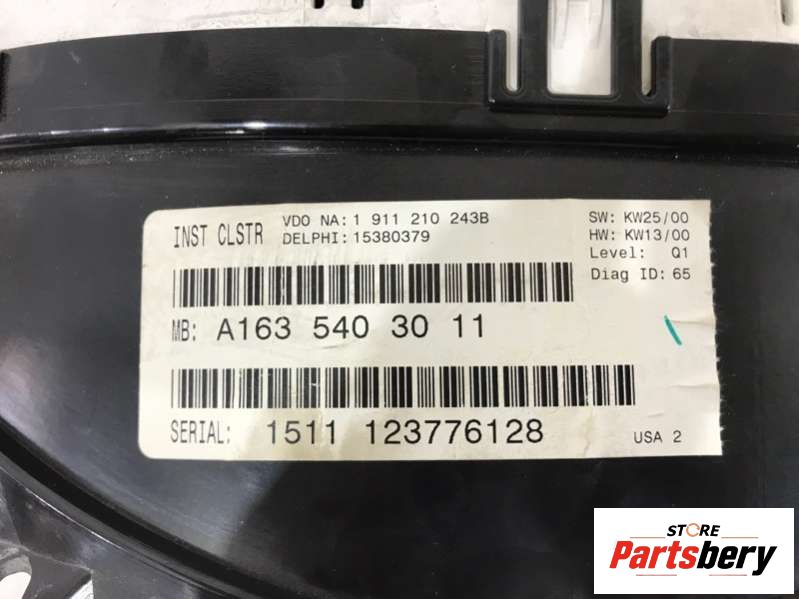 INST CLSTR
VDO NA: 1 911 210 243B
DELPHI: 15380379
SW: KW25/00
HW: KW13/00
Level: Q1
Diag ID: 65
MB: A163 540 30 11
SERIAL: 1511 123776128
USA 2
STORE
Partsbery